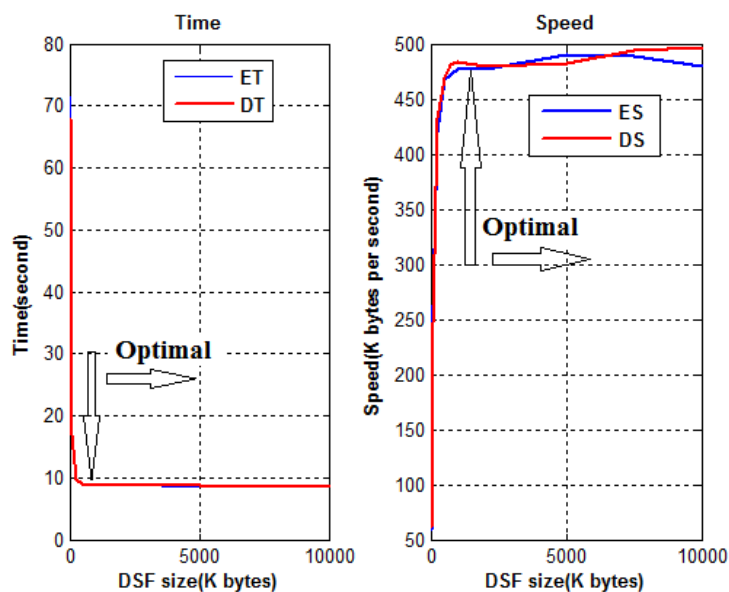 Time
80
70
60
50
40
30
20
10
0
Time(second)
ET
DT
Optimal
0
5000
10000
DSF size(K bytes)
Speed
500
450
400
350
300
250
200
150
100
50
Speed(K bytes per second)
ES
DS
Optimal
0
5000
10000
DSF size(K bytes)